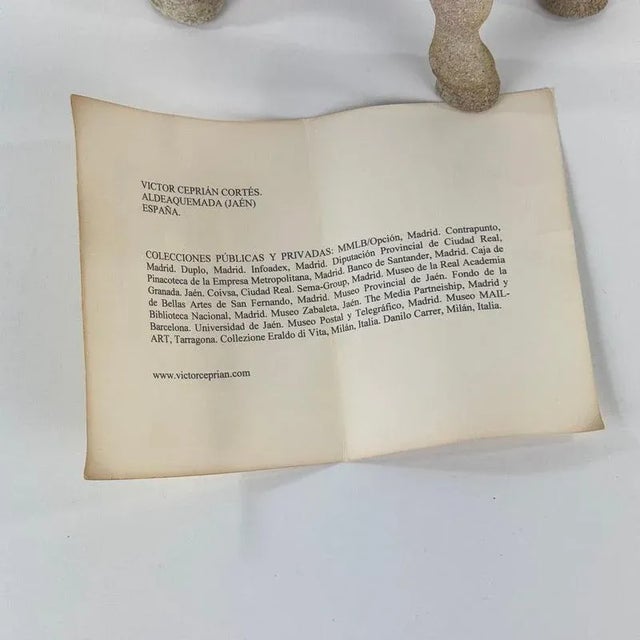 VICTOR CEPRIÁN CORTÉS.
ALDEAQUEMADA (JAÉN)
ESPAÑA.
COLECCIONES PÚBLICAS Y PRIVADAS: MMLB/Opción, Madrid. Contrapunto,
Madrid. Duplo, Madrid. Infoadex, Madrid. Diputación Provincial de Ciudad Real,
Pinacoteca de la Empresa Metropolitana, Madrid. Banco de Santander, Madrid. Caja de
Granada. Jaén. Coivsa, Ciudad Real. Sema-Group, Madrid. Museo de la Real Academia
de Bellas Artes de San Fernando, Madrid. Museo Provincial de Jaén. Fondo de la
Biblioteca Nacional, Madrid. Museo Zabaleta, Jaén. The Media Partneiship, Madrid y
Barcelona. Universidad de Jaén. Museo Postal y Telegráfico, Madrid. Museo MAIL-
ART, Tarragona. Collezione Eraldo di Vita, Milán, Italia. Danilo Carrer, Milán, Italia.
www.victorceprian.com